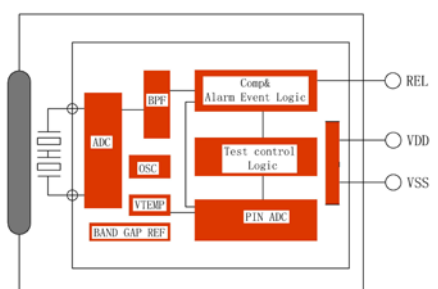 Comp&
Alarm Event Logic
REL
BPF
ADC
VDD
Test control
Logic
OSC
VSS
VTEMP
PIN ADC
BAND GAP REF